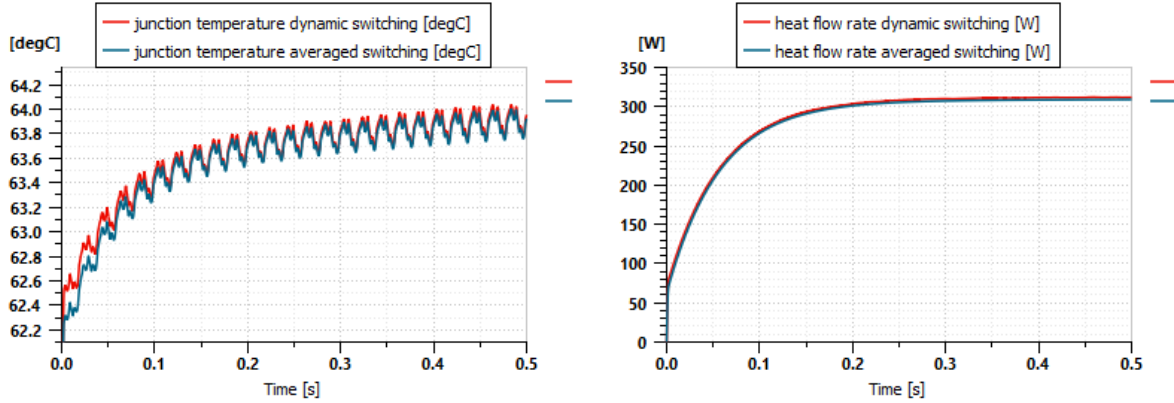 junction temperature dynamic switching [degC]
junction temperature averaged switching [degC]
[degC]
64.2
64.0
63.8
63.6
63.4
63.2
63.0
62.8
62.6
62.4
62.2
0.0 0.1 0.2 0.3 0.4 0.5
Time [s]
heat flow rate dynamic switching [W]
heat flow rate averaged switching [W]
[W]
350
300
250
200
150
100
50
0
0.0 0.1 0.2 0.3 0.4 0.5
Time [s]